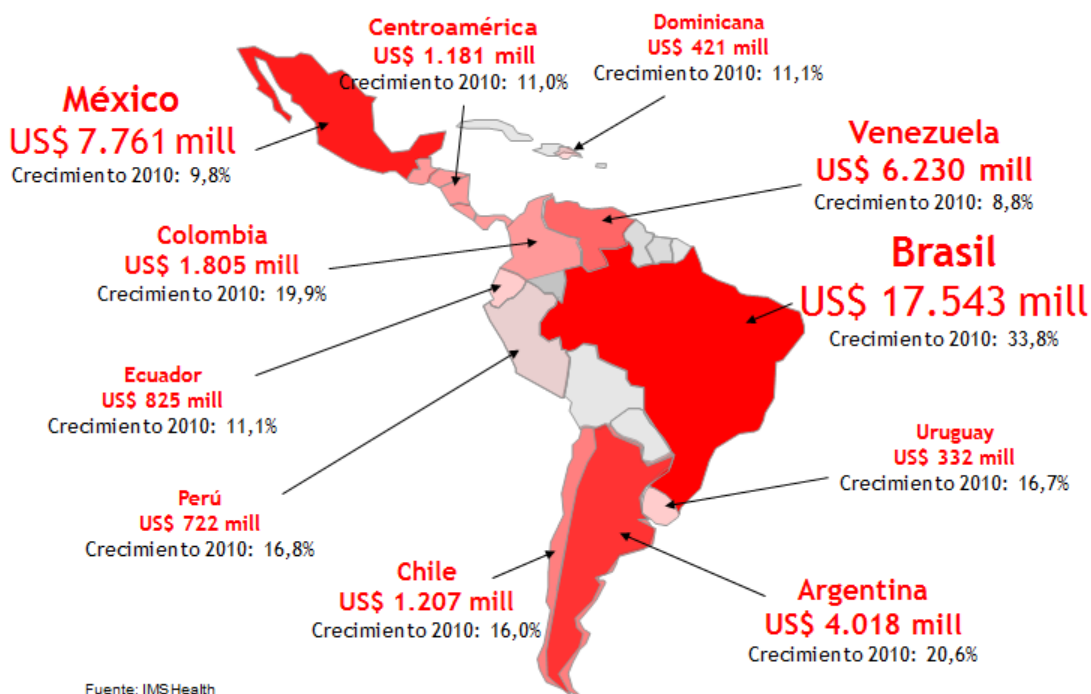 Centroamérica
US$ 1.181 mill
Crecimiento 2010: 11,0%
Dominicana
US$ 421 mill
Crecimiento 2010: 11,1%
México
US$ 7.761 mill
Crecimiento 2010: 9,8%
Venezuela
US$ 6.230 mill
Crecimiento 2010: 8,8%
Colombia
US$ 1.805 mill
Crecimiento 2010: 19,9%
Brasil
US$ 17.543 mill
Crecimiento 2010: 33,8%
Ecuador
US$ 825 mill
Crecimiento 2010: 11,1%
Uruguay
US$ 332 mill
Crecimiento 2010: 16,7%
Perú
US$ 722 mill
Crecimiento 2010: 16,8%
Chile
US$ 1.207 mill
Crecimiento 2010: 16,0%
Argentina
US$ 4.018 mill
Crecimiento 2010: 20,6%
Fuente: IMS Health